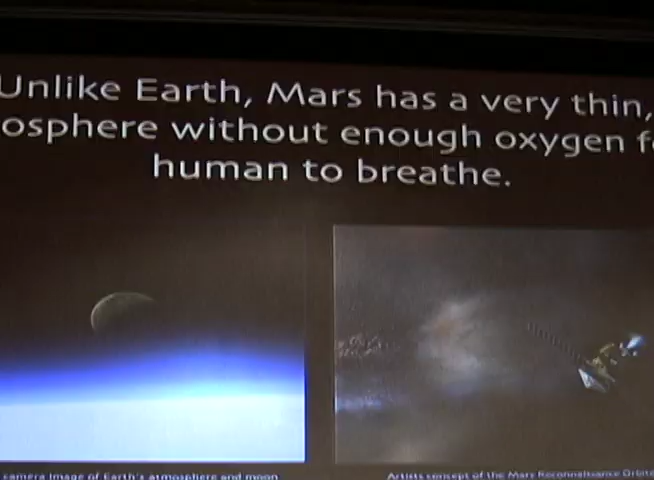 Unlike Earth, Mars has a very thin,
osphere without enough oxygen f
human to breathe.
camera image of Earth's atmosphere and moon
Artists concept of the Mars Reconnaissance Orbite